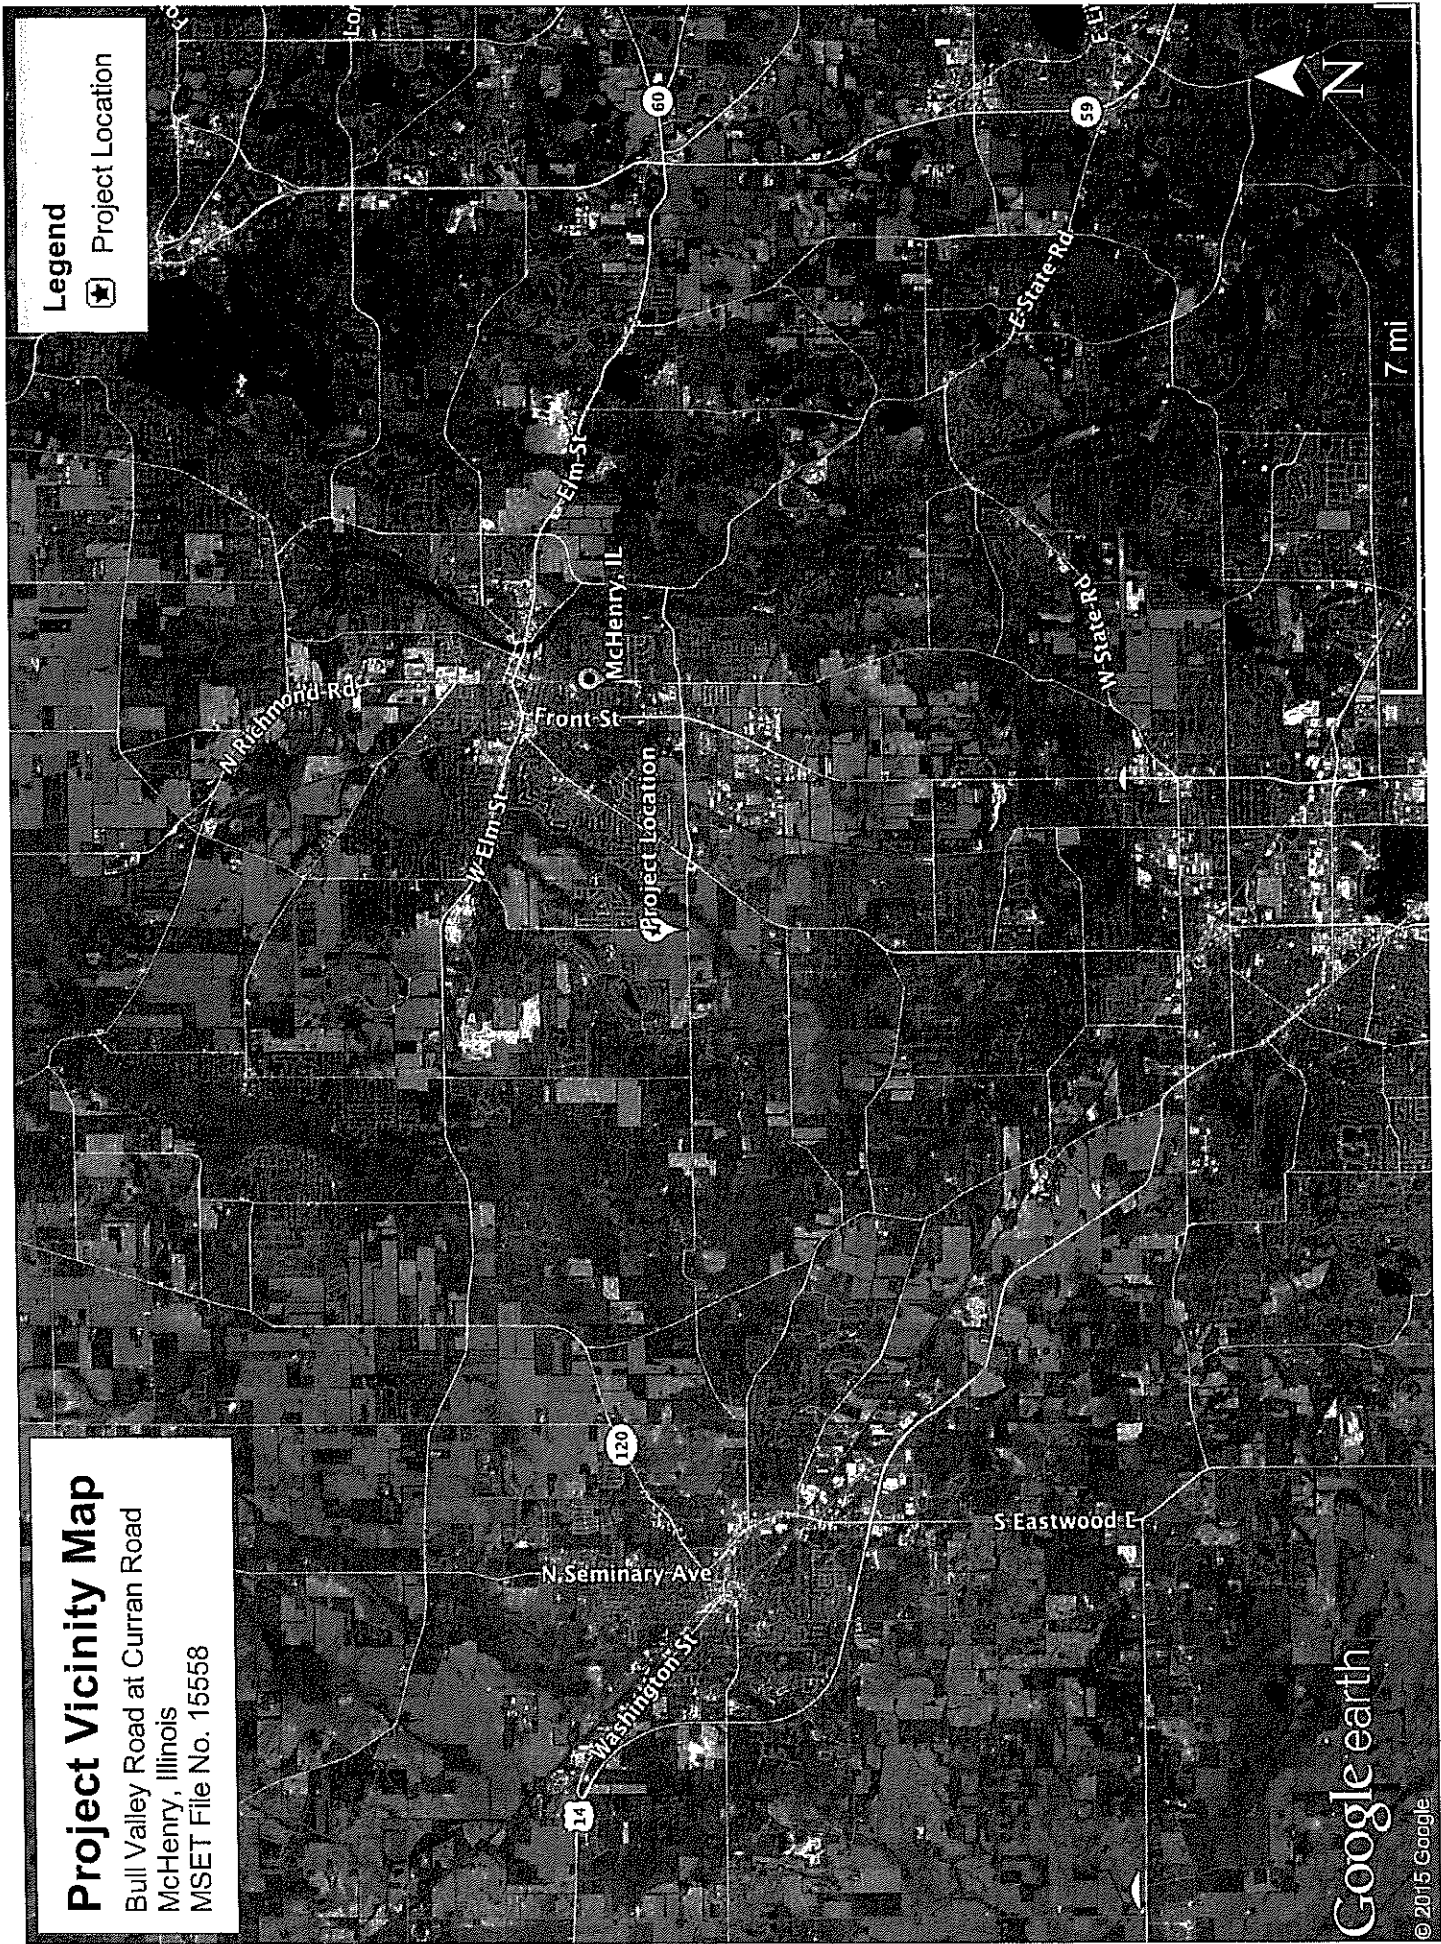 Project Vicinity Map
Bull Valley Road at Curran Road
McHenry, Illinois
MSET File No. 15558
Legend
Project Location
N Richmond-Rd
W-Elm-St
E-Elm-St
60
Front-St
McHenry, IL
Project Location
120
N.Seminary-Ave
Washington-St
14
S-Eastwood-D
W-State-Rd
E-State-Rd
59
N
7 mi
Google earth
© 2015 Google